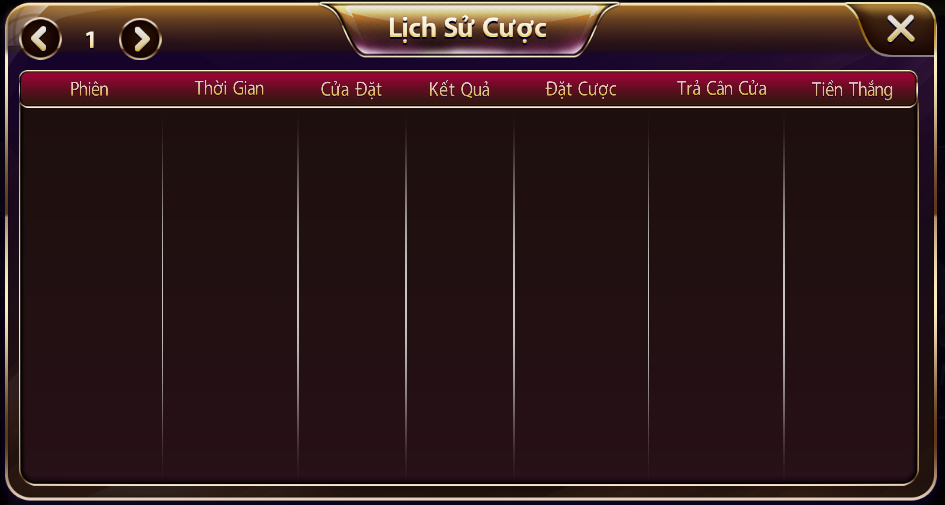 Lịch Sử Cược
1
Phiên Thời Gian Cửa Đặt Kết Quả Đặt Cược Trả Cân Cửa Tiền Thắng